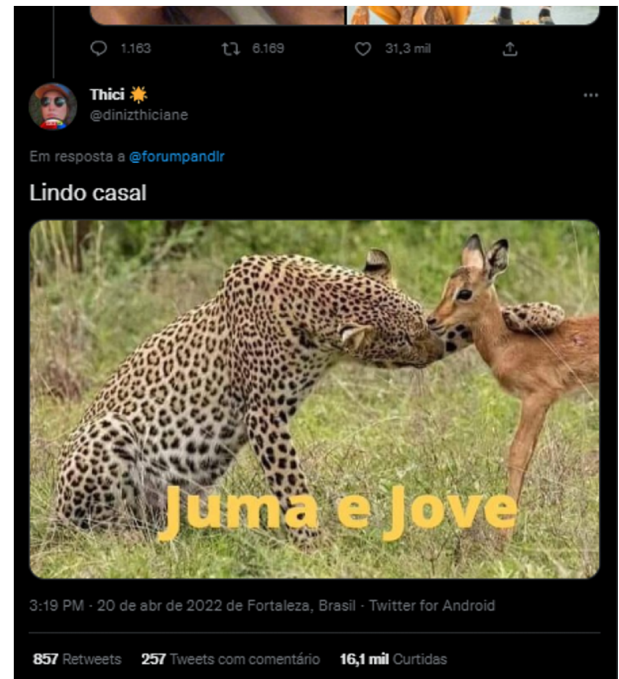 1.163 6.169 31,3 mil
Thici
@dinizthiciane
Em resposta a @forumpandlr
Lindo casal
Juma e Jove
3:19 PM · 20 de abr de 2022 de Fortaleza, Brasil · Twitter for Android
857 Retweets 257 Tweets com comentário 16,1 mil Curtidas